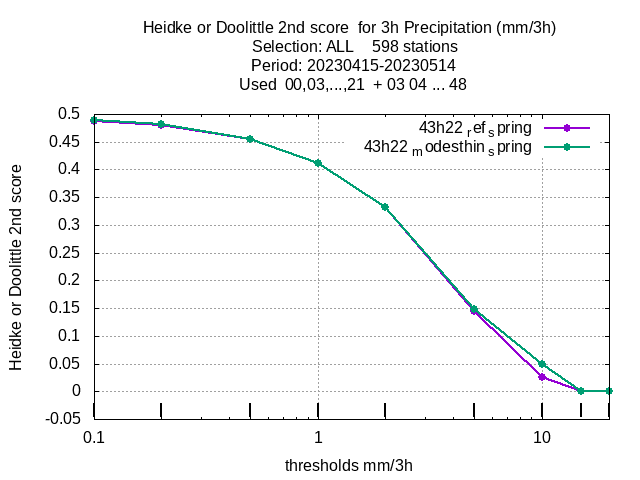 Heidke or Doolittle 2nd score  for 3h Precipitation (mm/3h)
Selection: ALL    598 stations
Period: 20230415-20230514
Used  00,03,...,21  + 03 04 ... 48
43h22 ref spring
43h22 modesthin spring
0.5
0.45
0.4
0.35
0.3
0.25
0.2
0.15
0.1
0.05
0
-0.05
Heidke or Doolittle 2nd score
0.1 1 10
thresholds mm/3h